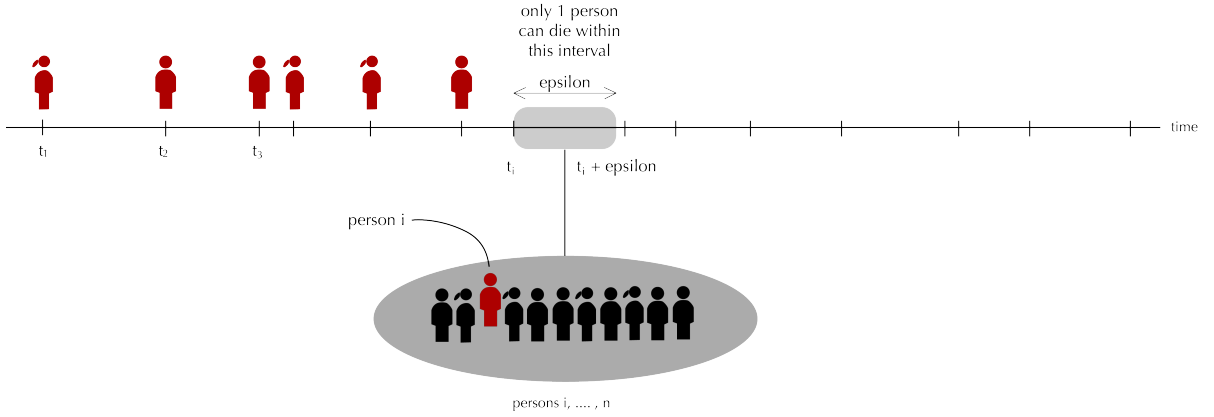 only 1 person
can die within
this interval
epsilon
time
t₁
t₂
t₃
tᵢ
tᵢ + epsilon
person i
persons i, .... , n